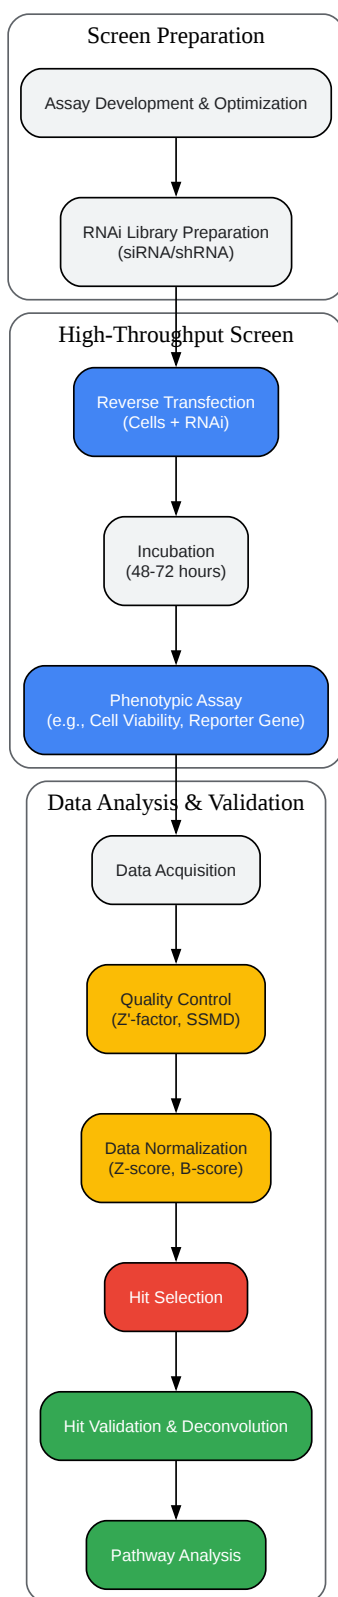 Screen Preparation
Assay Development & Optimization
RNAi Library Preparation
(siRNA/shRNA)
High-Throughput Screen
Reverse Transfection
(Cells + RNAi)
Incubation
(48-72 hours)
Phenotypic Assay
(e.g., Cell Viability, Reporter Gene)
Data Analysis & Validation
Data Acquisition
Quality Control
(Z'-factor, SSMD)
Data Normalization
(Z-score, B-score)
Hit Selection
Hit Validation & Deconvolution
Pathway Analysis